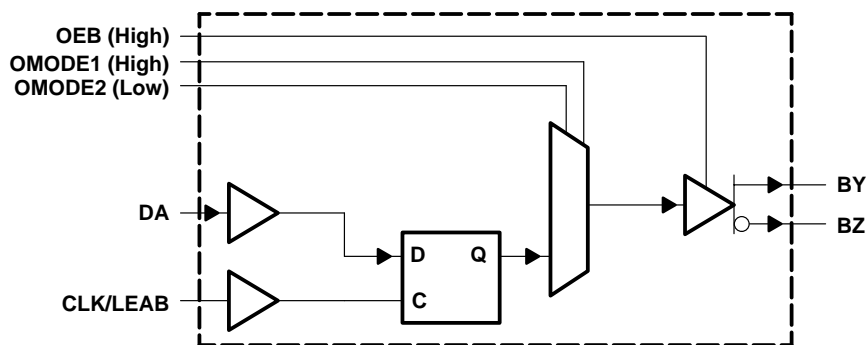 OEB (High)
OMODE1 (High)
OMODE2 (Low)
DA
D Q
C
CLK/LEAB
BY
BZ